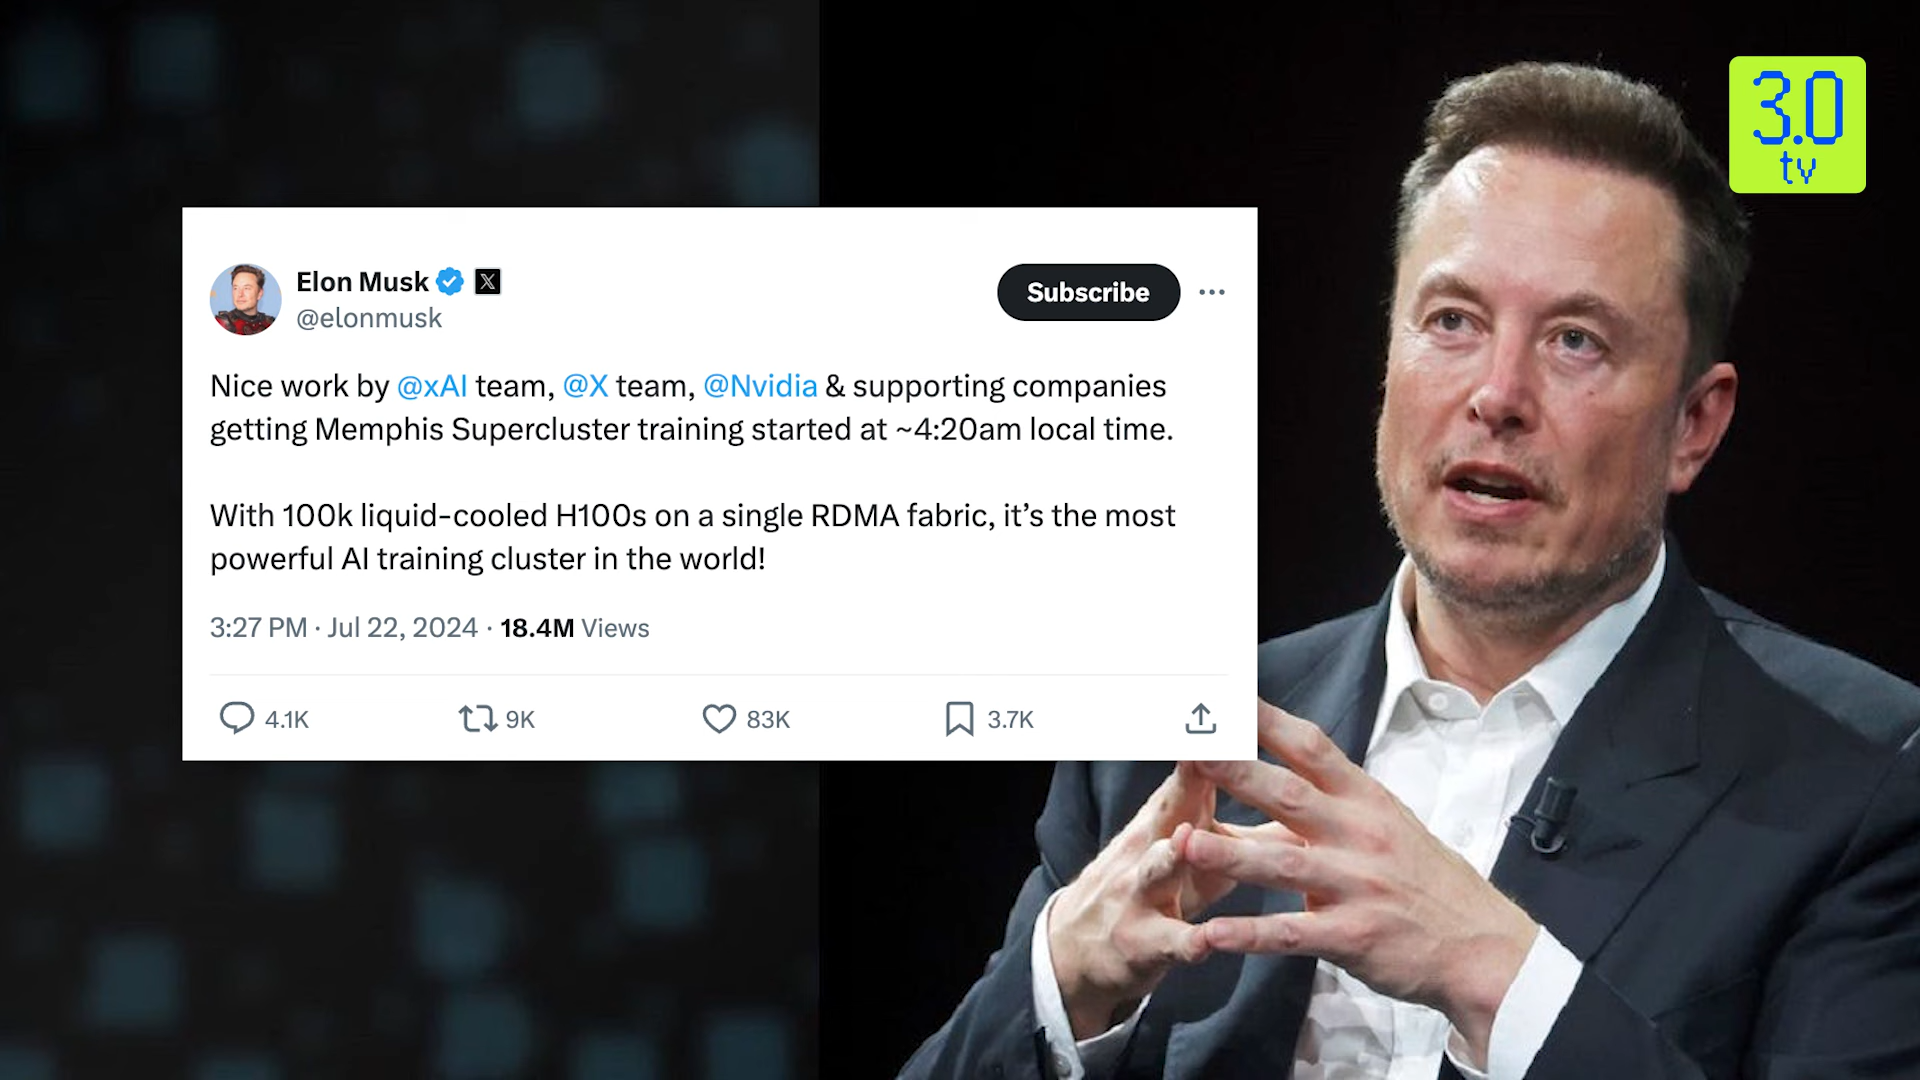 3.0
tv
Elon Musk
@elonmusk
Subscribe
Nice work by @xAI team, @X team, @Nvidia & supporting companies
getting Memphis Supercluster training started at ~4:20am local time.
With 100k liquid-cooled H100s on a single RDMA fabric, it’s the most
powerful AI training cluster in the world!
3:27 PM · Jul 22, 2024 · 18.4M Views
4.1K 9K 83K 3.7K